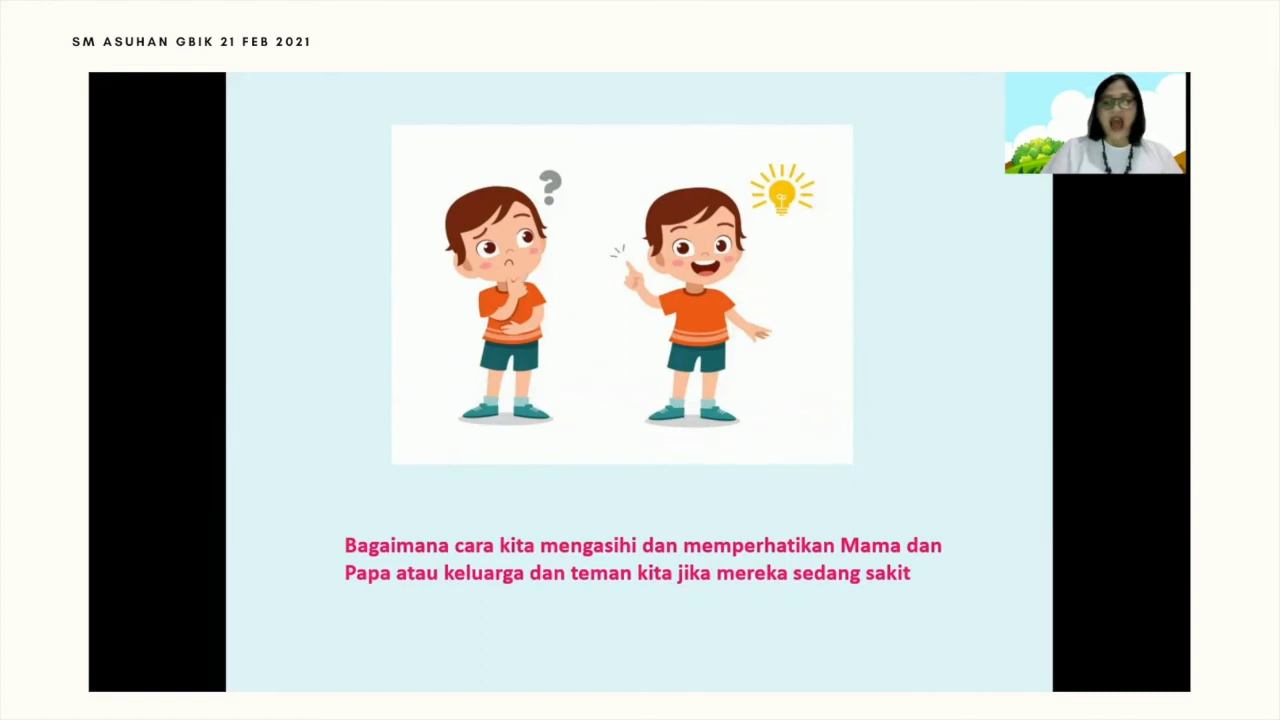 SM ASUHAN GBIK 21 FEB 2021
?
Bagaimana cara kita mengasihi dan memperhatikan Mama dan
Papa atau keluarga dan teman kita jika mereka sedang sakit